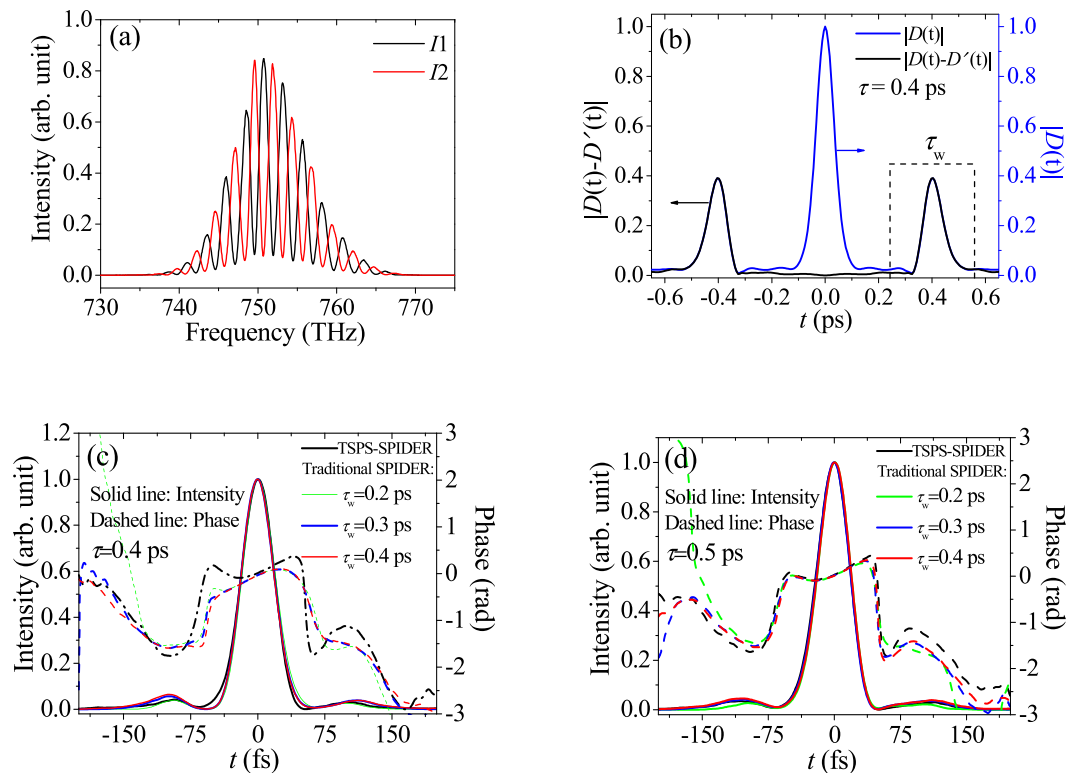 (a)
I1
I2
1.0
0.8
0.6
0.4
0.2
0.0
Intensity (arb. unit)
730 740 750 760 770
Frequency (THz)
(b)
|D(t)|
|D(t)-D′(t)|
τ = 0.4 ps
τw
1.0
0.8
0.6
0.4
0.2
0.0
|D(t)-D′(t)|
1.0
0.8
0.6
0.4
0.2
0.0
|D(t)|
-0.6 -0.4 -0.2 0.0 0.2 0.4 0.6
t (ps)
(c)
TSPS-SPIDER
Traditional SPIDER:
τw=0.2 ps
τw=0.3 ps
τw=0.4 ps
Solid line: Intensity
Dashed line: Phase
τ=0.4 ps
1.2
1.0
0.8
0.6
0.4
0.2
0.0
Intensity (arb. unit)
3
2
1
0
-1
-2
-3
Phase (rad)
-150 -75 0 75 150
t (fs)
(d)
TSPS-SPIDER
Traditional SPIDER:
τw=0.2 ps
τw=0.3 ps
τw=0.4 ps
Solid line: Intensity
Dashed line: Phase
τ=0.5 ps
1.0
0.8
0.6
0.4
0.2
0.0
Intensity (arb. unit)
3
2
1
0
-1
-2
-3
Phase (rad)
-150 -75 0 75 150
t (fs)